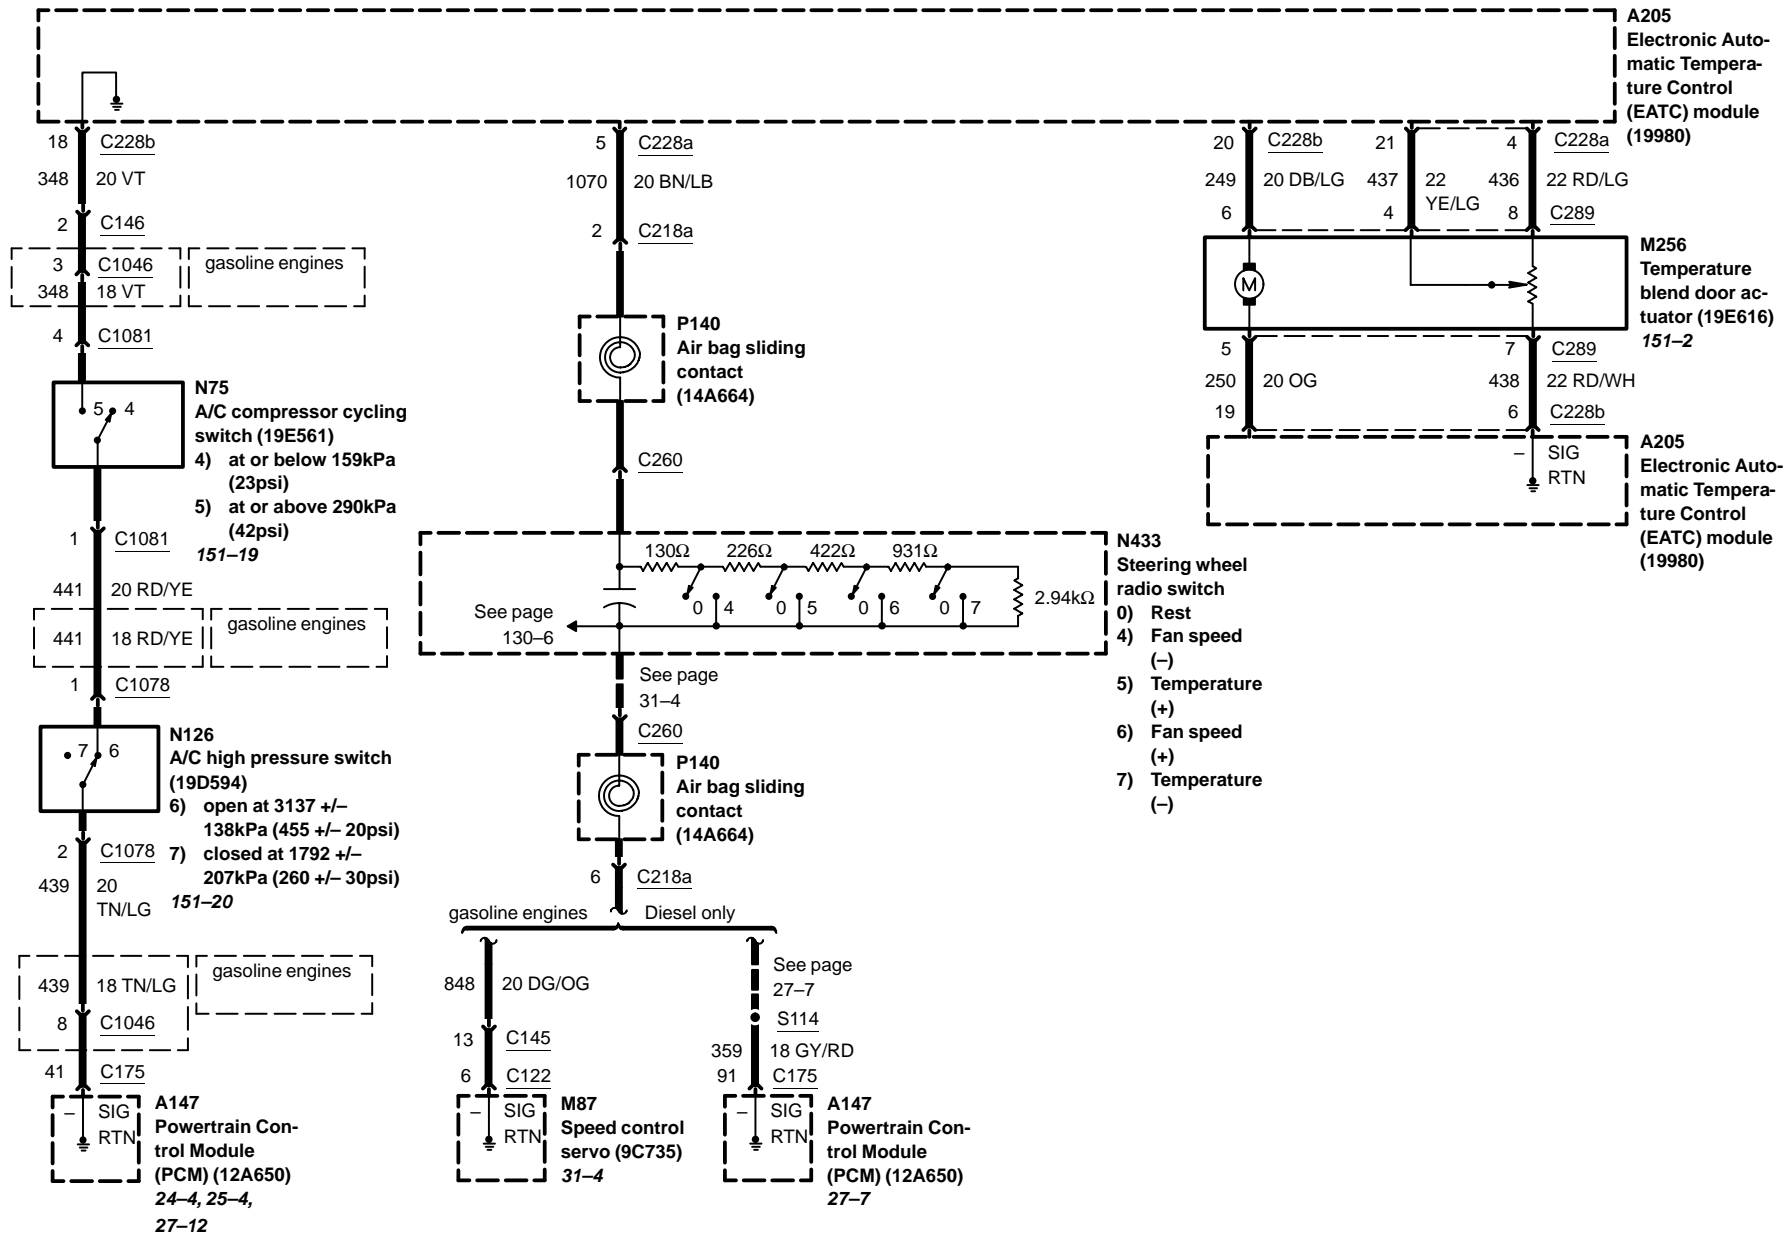 A205
Electronic Auto-
matic Tempera-
ture Control
(EATC) module
(19980)
18 C228b
348 20 VT
2 C146
3 C1046 gasoline engines
348 18 VT
4 C1081
5 4
N75
A/C compressor cycling
switch (19E561)
4) at or below 159kPa
(23psi)
5) at or above 290kPa
(42psi)
151–19
1 C1081
441 20 RD/YE
441 18 RD/YE gasoline engines
1 C1078
7 6
N126
A/C high pressure switch
(19D594)
6) open at 3137 +/–
138kPa (455 +/– 20psi)
7) closed at 1792 +/–
207kPa (260 +/– 30psi)
151–20
2 C1078
439 20
TN/LG
439 18 TN/LG gasoline engines
8 C1046
41 C175
– SIG
RTN
A147
Powertrain Con-
trol Module
(PCM) (12A650)
24–4, 25–4,
27–12
5 C228a
1070 20 BN/LB
2 C218a
P140
Air bag sliding
contact
(14A664)
C260
130Ω 226Ω 422Ω 931Ω
2.94kΩ
0 4 0 5 0 6 0 7
See page
130–6
N433
Steering wheel
radio switch
0) Rest
4) Fan speed
(–)
5) Temperature
(+)
6) Fan speed
(+)
7) Temperature
(–)
See page
31–4
C260
P140
Air bag sliding
contact
(14A664)
6 C218a
gasoline engines Diesel only
848 20 DG/OG
13 C145
6 C122
– SIG
RTN
M87
Speed control
servo (9C735)
31–4
See page
27–7
S114
359 18 GY/RD
91 C175
– SIG
RTN
A147
Powertrain Con-
trol Module
(PCM) (12A650)
27–7
20 C228b 21 4 C228a
249 20 DB/LG 437 22 436 22 RD/LG
YE/LG
6 4 8 C289
M
M256
Temperature
blend door ac-
tuator (19E616)
151–2
5 7 C289
250 20 OG 438 22 RD/WH
19 6 C228b
– SIG
RTN
A205
Electronic Auto-
matic Tempera-
ture Control
(EATC) module
(19980)